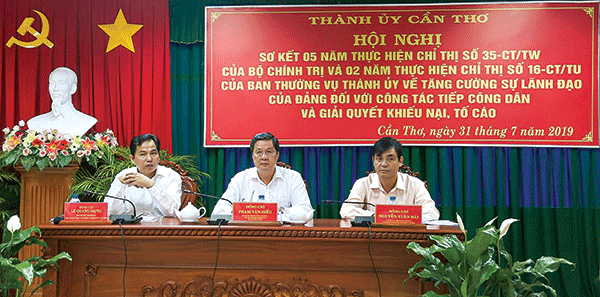 THÀNH ỦY CẦN THƠ
HỘI NGHỊ
SƠ KẾT 05 NĂM THỰC HIỆN CHỈ THỊ SỐ 35-CT/TW
CỦA BỘ CHÍNH TRỊ VÀ 02 NĂM THỰC HIỆN CHỈ THỊ SỐ 16-CT/TU
CỦA BAN THƯỜNG VỤ THÀNH ỦY VỀ TĂNG CƯỜNG SỰ LÃNH ĐẠO
CỦA ĐẢNG ĐỐI VỚI CÔNG TÁC TIẾP CÔNG DÂN
VÀ GIẢI QUYẾT KHIẾU NẠI, TỐ CÁO
Cần Thơ, ngày 31 tháng 7 năm 2019
ĐỒNG CHÍ
LÊ QUANG MẠNG
ĐỒNG CHÍ
PHẠM VĂN HIỂU
ĐỒNG CHÍ
NGUYỄN XUÂN HẢI